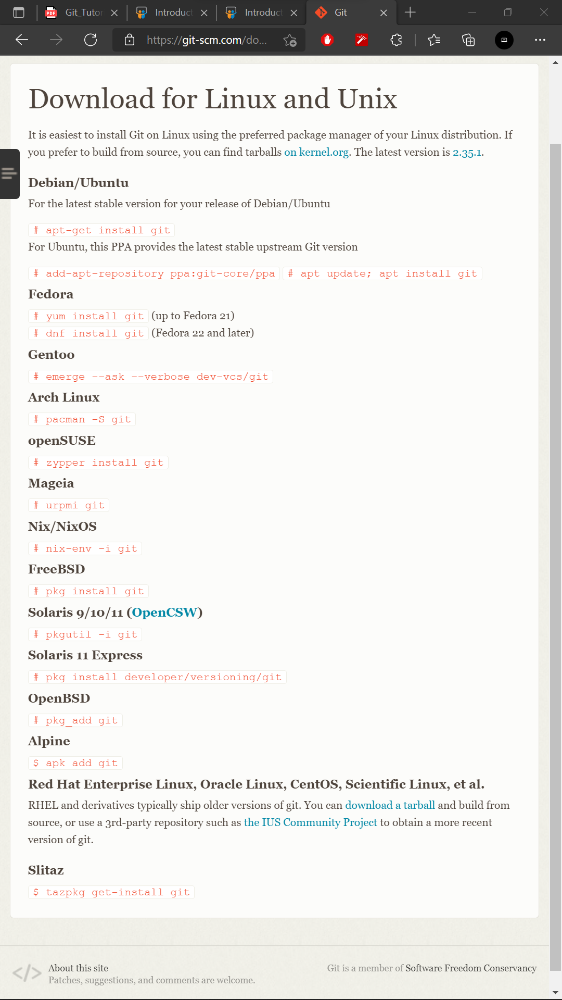 Git_Tutor
Introduct
Introduct
Git
https://git-scm.com/do...
Download for Linux and Unix
It is easiest to install Git on Linux using the preferred package manager of your Linux distribution. If
you prefer to build from source, you can find tarballs on kernel.org. The latest version is 2.35.1.
Debian/Ubuntu
For the latest stable version for your release of Debian/Ubuntu
# apt-get install git
For Ubuntu, this PPA provides the latest stable upstream Git version
# add-apt-repository ppa:git-core/ppa # apt update; apt install git
Fedora
# yum install git (up to Fedora 21)
# dnf install git (Fedora 22 and later)
Gentoo
# emerge --ask --verbose dev-vcs/git
Arch Linux
# pacman -S git
openSUSE
# zypper install git
Mageia
# urpmi git
Nix/NixOS
# nix-env -i git
FreeBSD
# pkg install git
Solaris 9/10/11 (OpenCSW)
# pkgutil -i git
Solaris 11 Express
# pkg install developer/versioning/git
OpenBSD
# pkg_add git
Alpine
$ apk add git
Red Hat Enterprise Linux, Oracle Linux, CentOS, Scientific Linux, et al.
RHEL and derivatives typically ship older versions of git. You can download a tarball and build from
source, or use a 3rd-party repository such as the IUS Community Project to obtain a more recent
version of git.
Slitaz
$ tazpkg get-install git
</> About this site
Patches, suggestions, and comments are welcome.
Git is a member of Software Freedom Conservancy